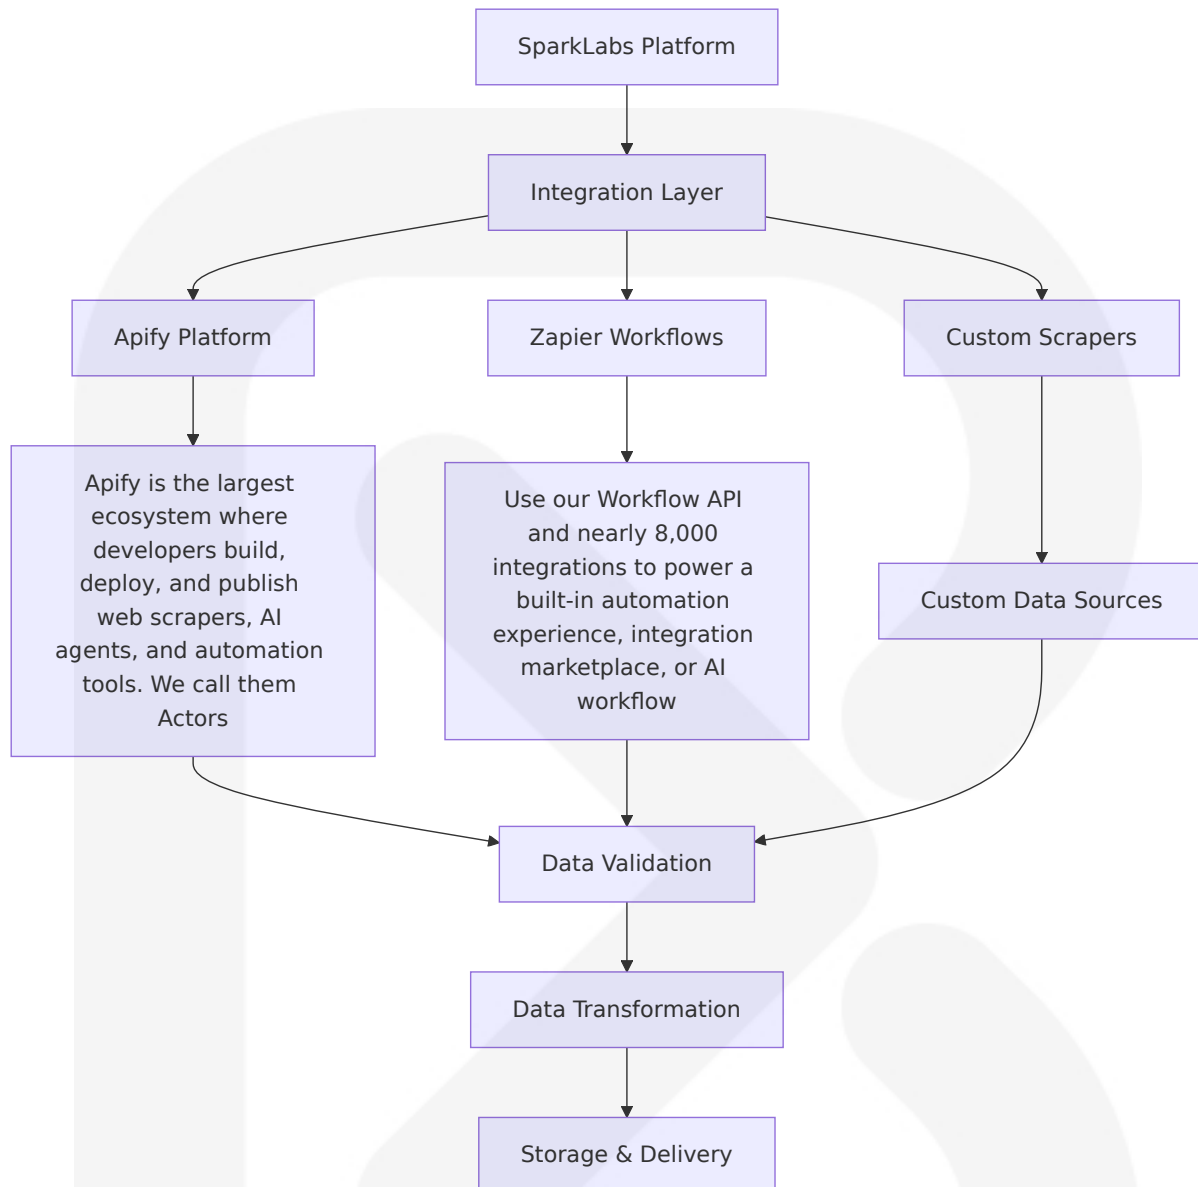 SparkLabs Platform
Integration Layer
Apify Platform
Zapier Workflows
Custom Scrapers
Apify is the largest
ecosystem where
developers build,
deploy, and publish
web scrapers, AI
agents, and automation
tools. We call them
Actors
Use our Workflow API
and nearly 8,000
integrations to power a
built-in automation
experience, integration
marketplace, or AI
workflow
Custom Data Sources
Data Validation
Data Transformation
Storage & Delivery